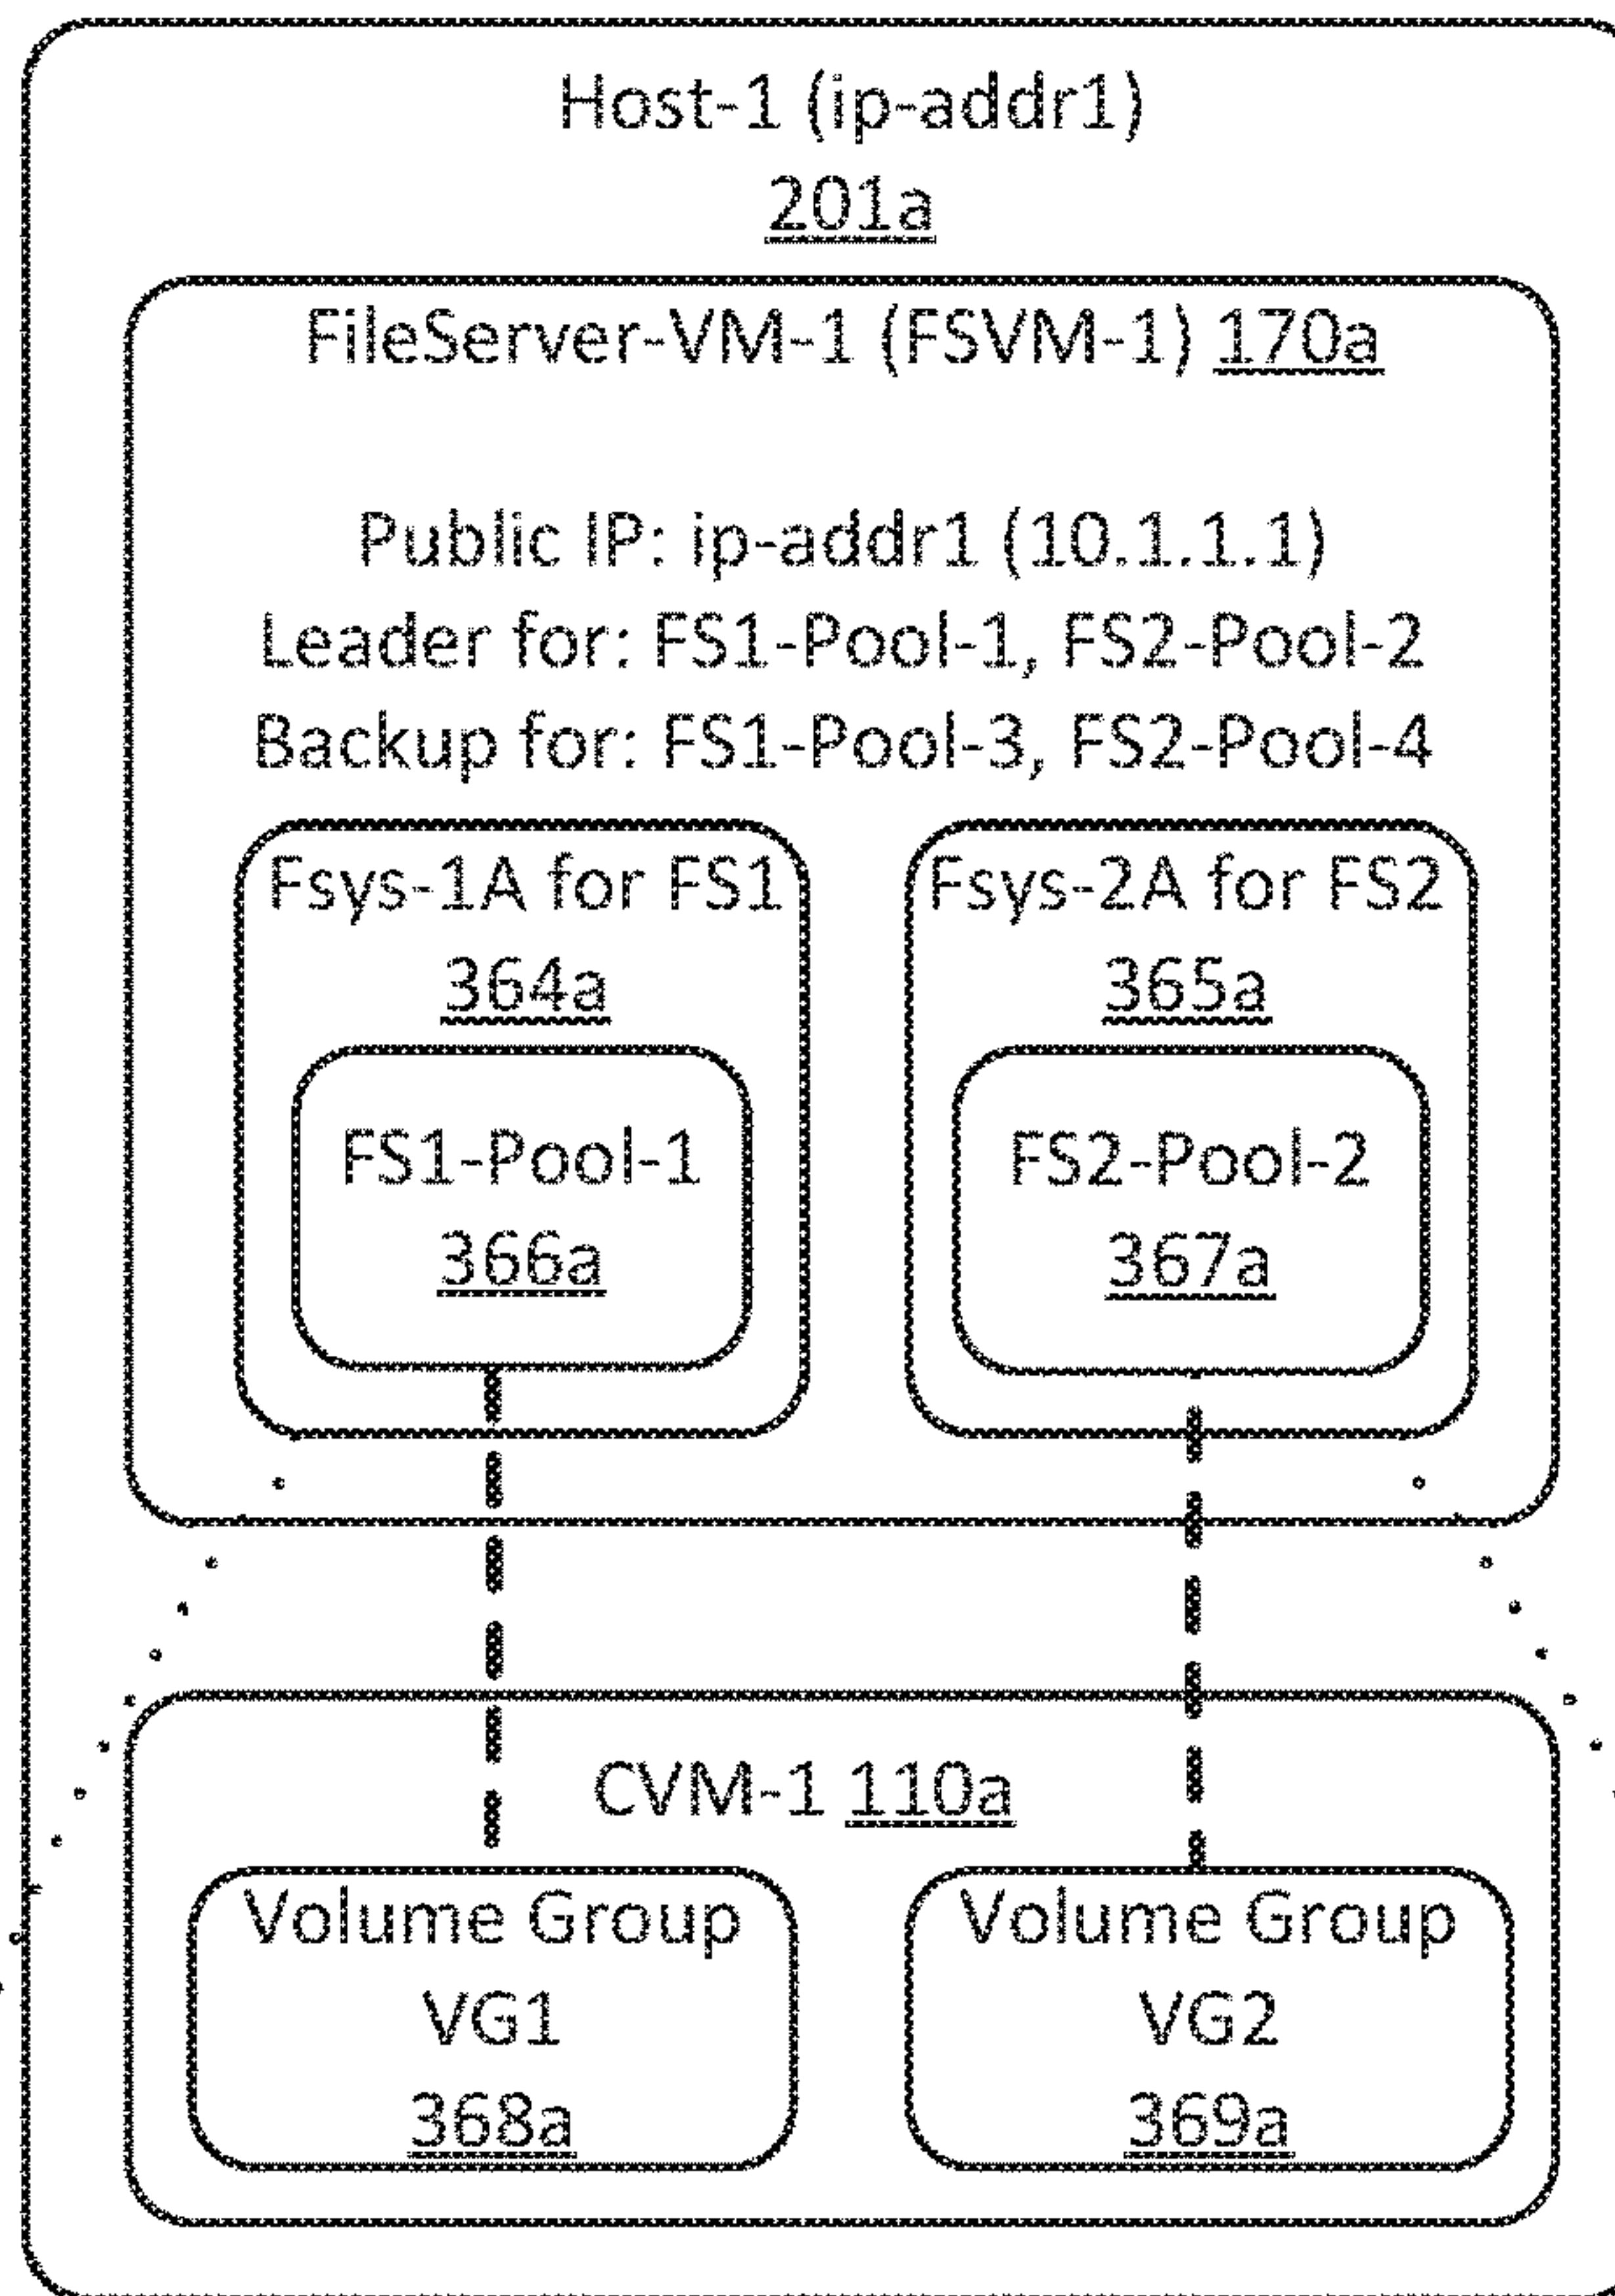 Host-1 (ip-addr1)
201a
FileServer-VM-1 (FSVM-1) 170a
Public IP: ip-addr1 (10.1.1.1)
Leader for: FS1-Pool-1, FS2-Pool-2
Backup for: FS1-Pool-3, FS2-Pool-4
Fsys-1A for FS1
364a
FS1-Pool-1
366a
Fsys-2A for FS2
365a
FS2-Pool-2
367a
CVM-1 110a
Volume Group
VG1
368a
Volume Group
VG2
369a